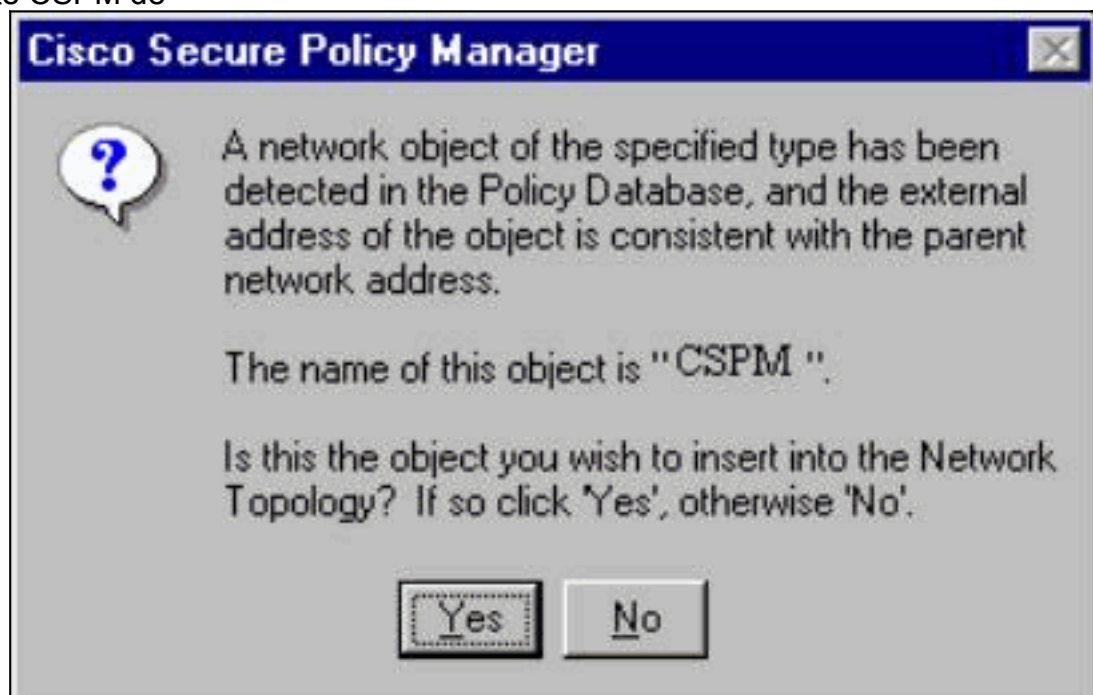 CSPM
Cisco Secure Policy Manager
A network object of the specified type has been
detected in the Policy Database, and the external
address of the object is consistent with the parent
network address.
The name of this object is "CSPM ".
Is this the object you wish to insert into the Network
Topology? If so click 'Yes', otherwise 'No'.
Yes
No